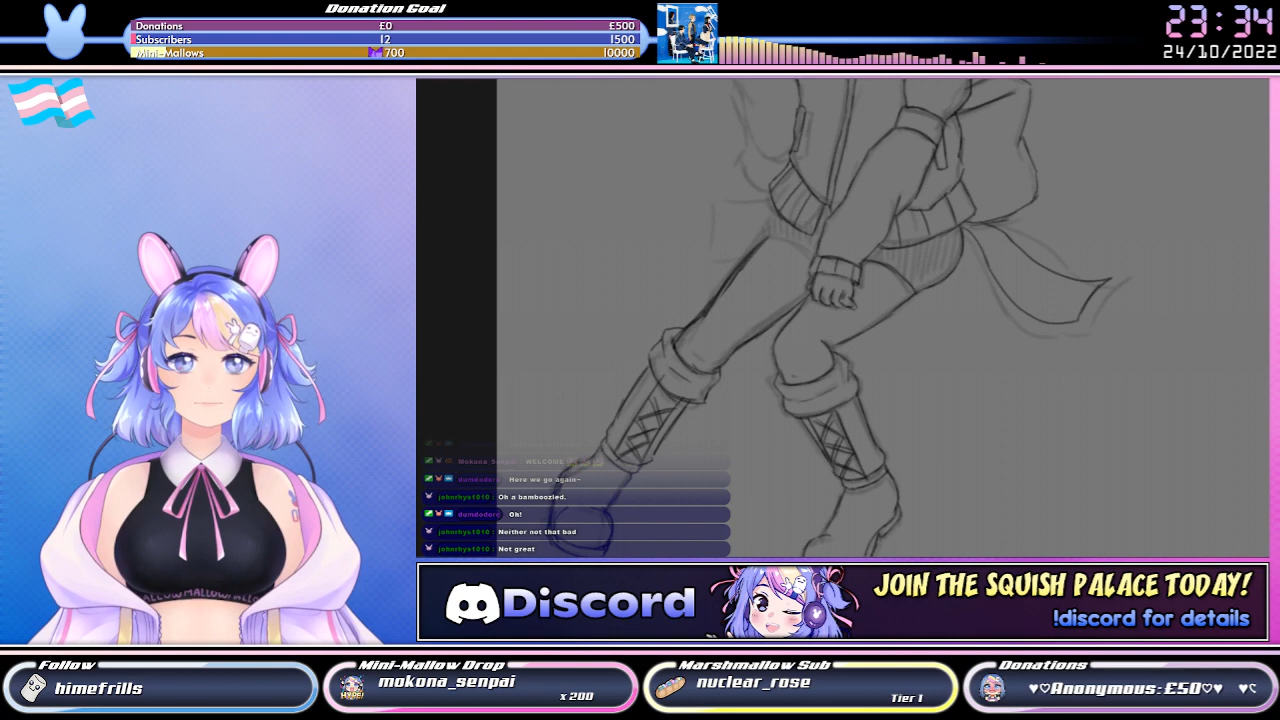 Donation Goal
Donations £0 £500
Subscribers 12 1500
Mini-Mallows 700 10000
23:34
24/10/2022
Mokona_Senpai : WELCOME
dumdodoro Here we go again~
johnrhys1010 : Oh a bamboozled.
dumdodoro Oh!
johnrhys1010 : Neither not that bad
johnrhys1010 : Not great
Discord
JOIN THE SQUISH PALACE TODAY!
!discord for details
Follow
himefrills
Mini-Mallow Drop
mokona_senpai
x 200
Marshmallow Sub
nuclear_rose
Tier 1
Donations
♥♡Anonymous:£50♡♥ ♥